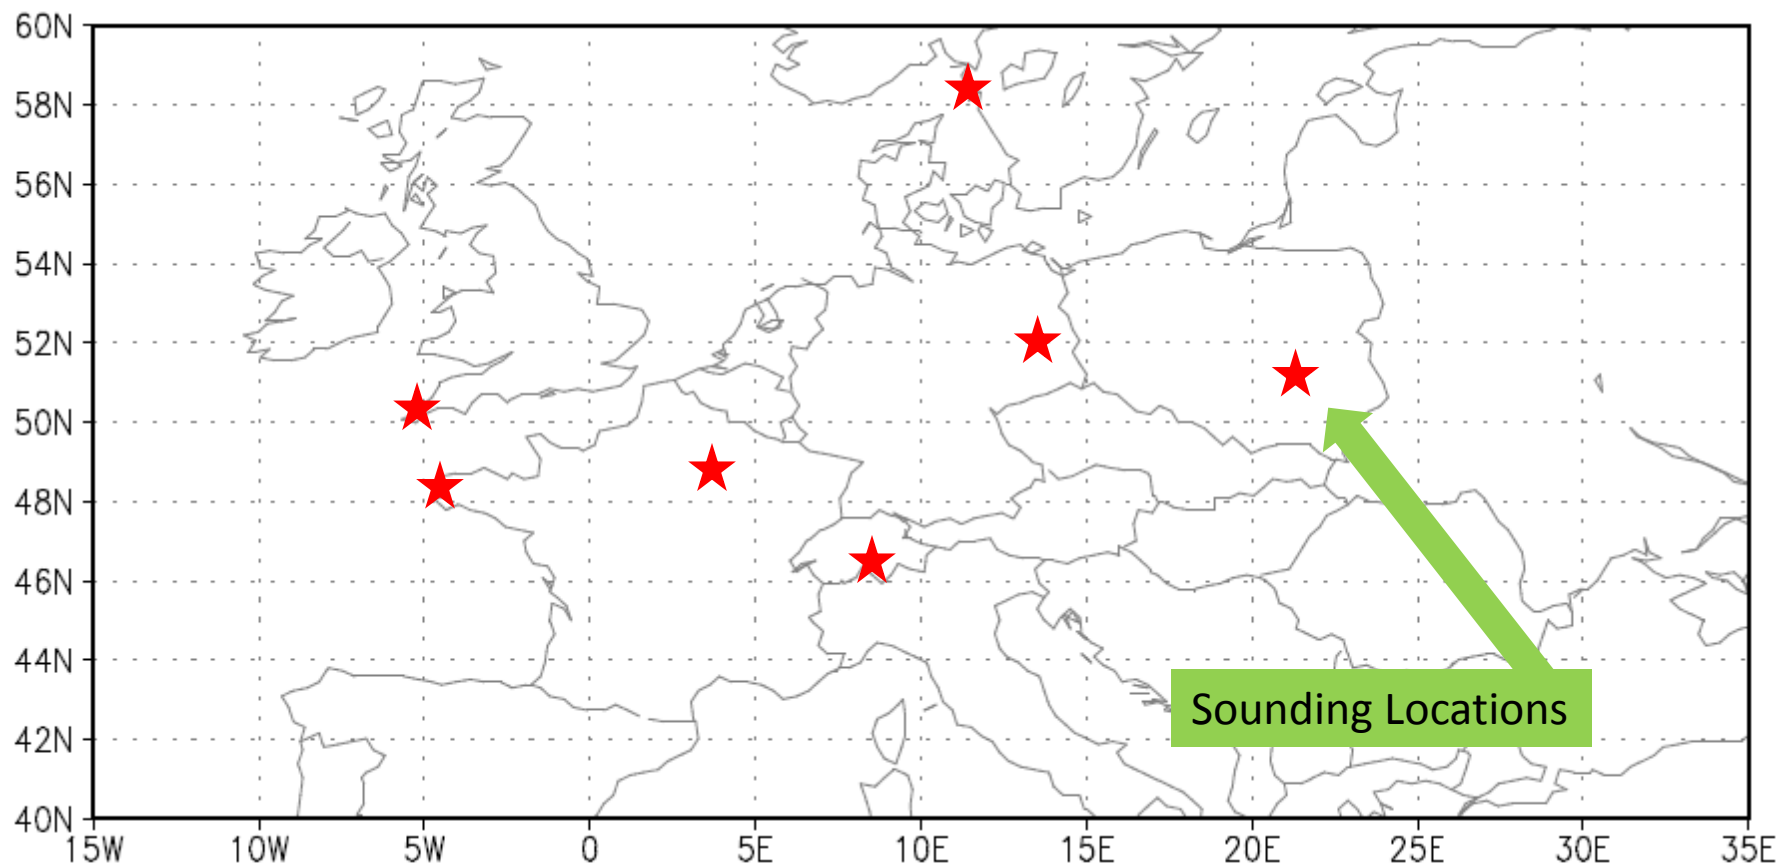 60N
58N
56N
54N
52N
50N
48N
46N
44N
Sounding Locations
42N
40N
15W 10W 5W 0 5E 10E 15E 20E 25E 30E 35E